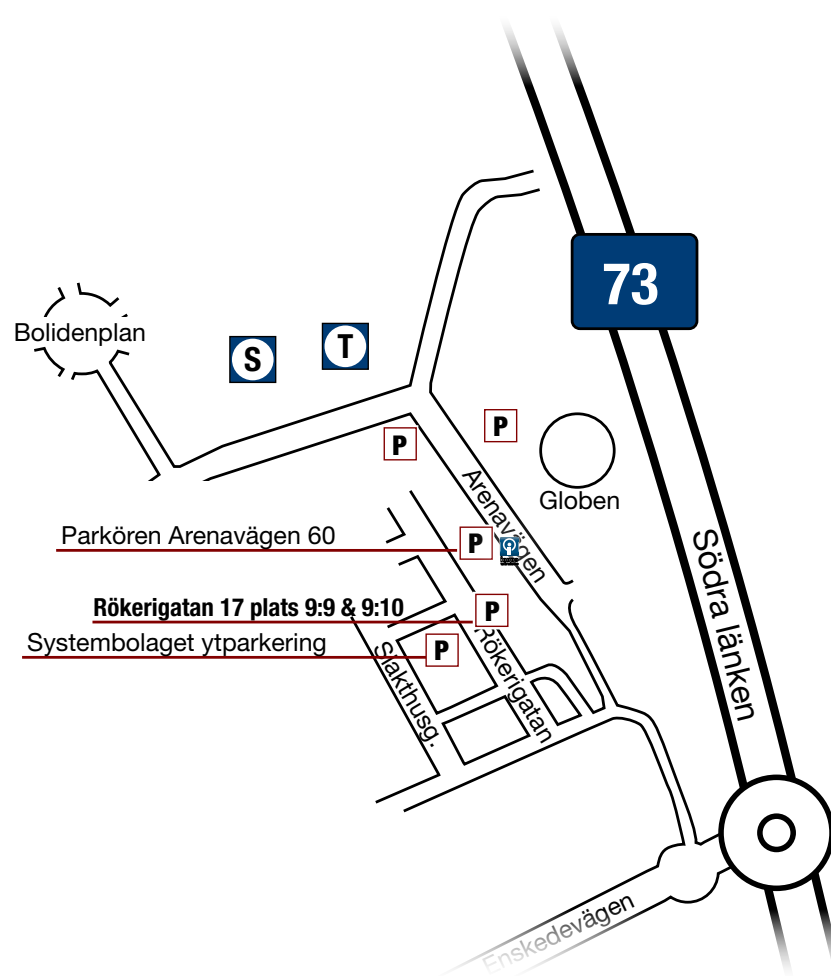 73
Bolidenplan
S
T
P
P
Globen
Arenavägen
Parkören Arenavägen 60
P
Södra länken
Rökerigatan 17 plats 9:9 & 9:10
P
Systembolaget ytparkering
P
Slakthusg.
Rökerigatan
Enskedevägen